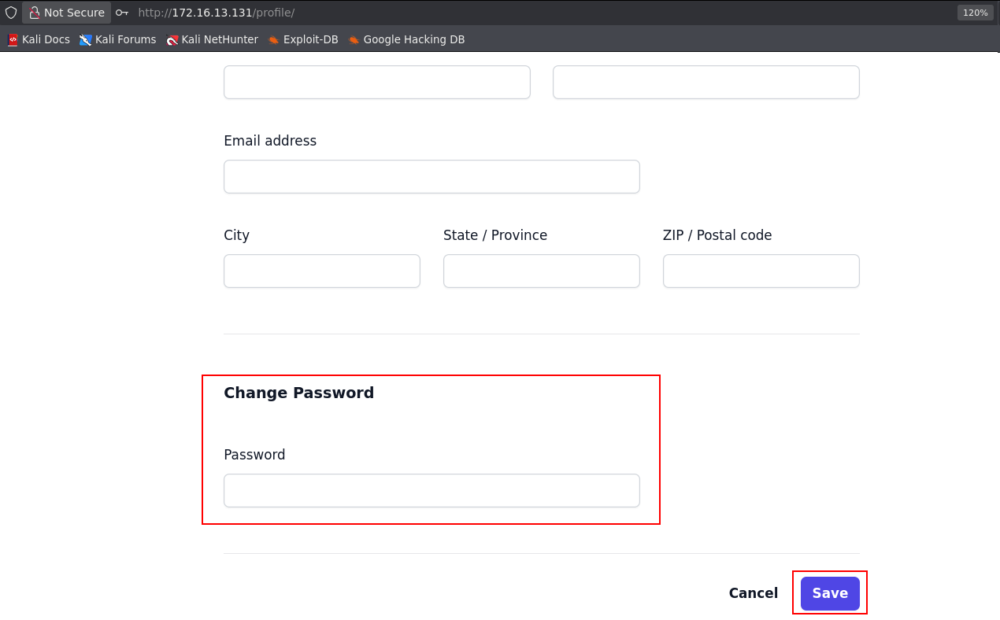 Not Secure http://172.16.13.131/profile/ 120%
Kali Docs Kali Forums Kali NetHunter Exploit-DB Google Hacking DB
Email address
City State / Province ZIP / Postal code
Change Password
Password
Cancel Save